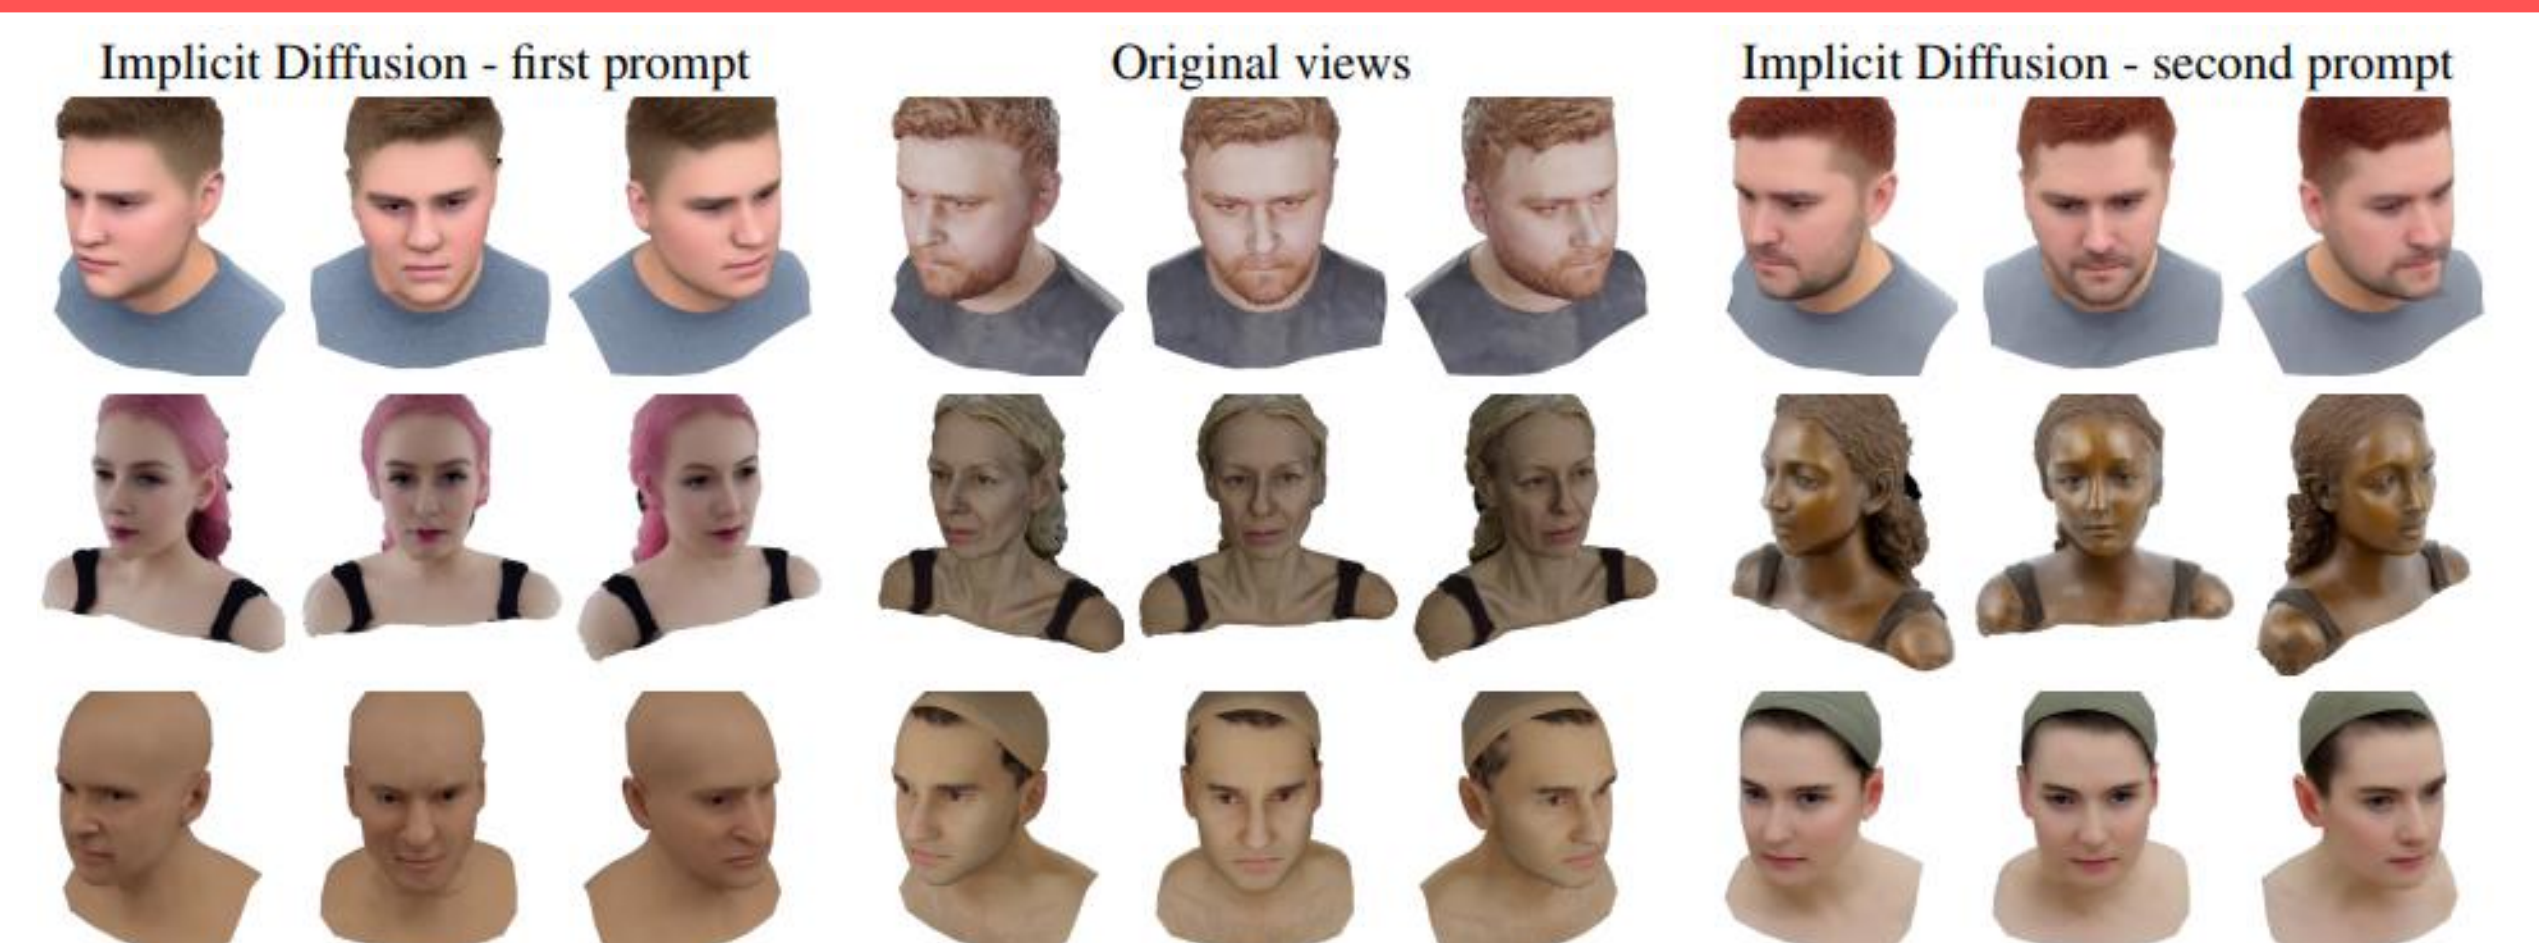 Implicit Diffusion - first prompt
Original views
Implicit Diffusion - second prompt